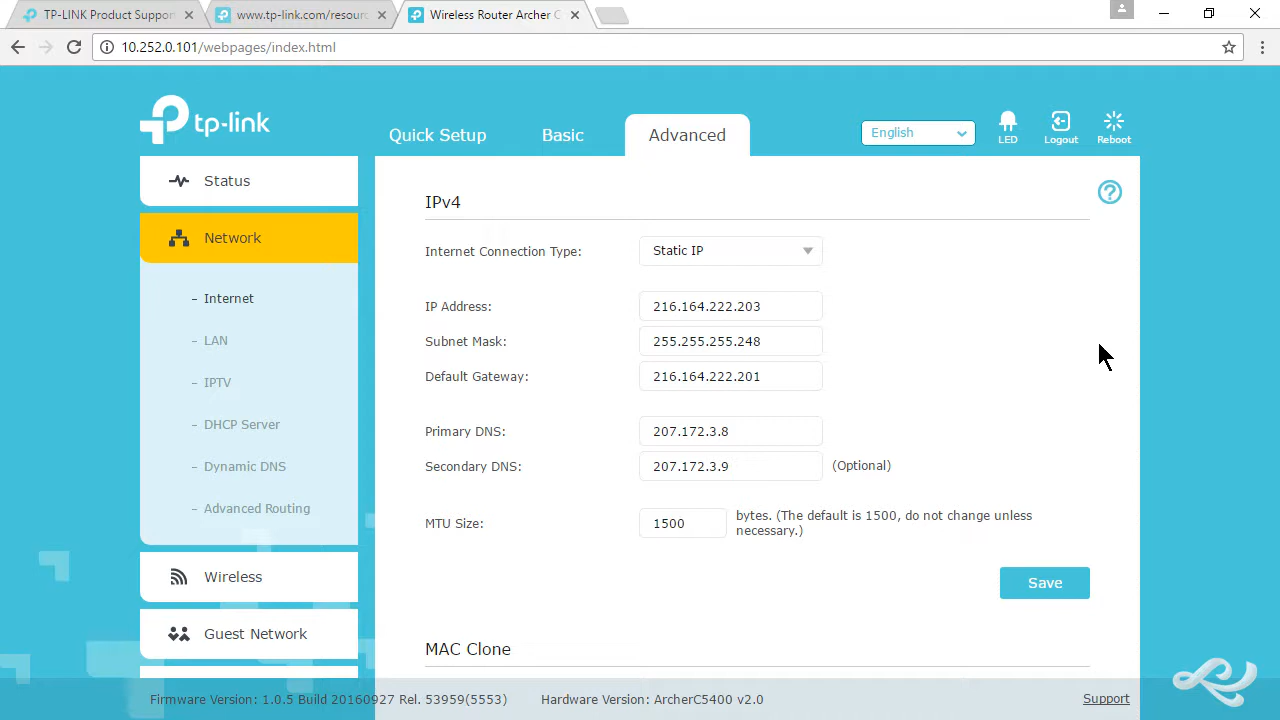 TP-LINK Product Suppor
www.tp-link.com/resour
Wireless Router Archer C
10.252.0.101/webpages/index.html
tp-link
Quick Setup
Basic
Advanced
English
LED
Logout
Reboot
Status
Network
- Internet
- LAN
- IPTV
- DHCP Server
- Dynamic DNS
- Advanced Routing
Wireless
Guest Network
IPv4
Internet Connection Type: Static IP
IP Address: 216.164.222.203
Subnet Mask: 255.255.255.248
Default Gateway: 216.164.222.201
Primary DNS: 207.172.3.8
Secondary DNS: 207.172.3.9 (Optional)
MTU Size: 1500 bytes. (The default is 1500, do not change unless
necessary.)
Save
MAC Clone
Firmware Version: 1.0.5 Build 20160927 Rel. 53959(5553)
Hardware Version: ArcherC5400 v2.0
Support